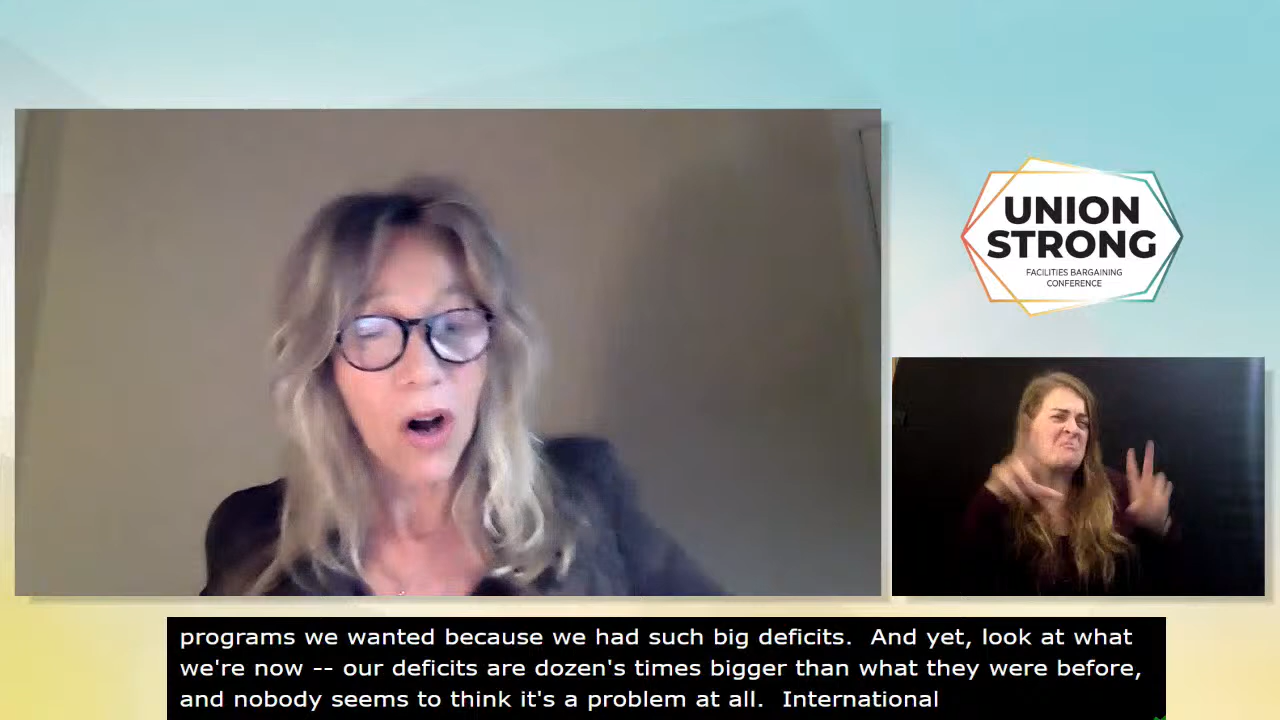 UNION
STRONG
FACILITIES BARGAINING
CONFERENCE
programs we wanted because we had such big deficits.  And yet, look at what
we're now -- our deficits are dozen's times bigger than what they were before,
and nobody seems to think it's a problem at all.  International